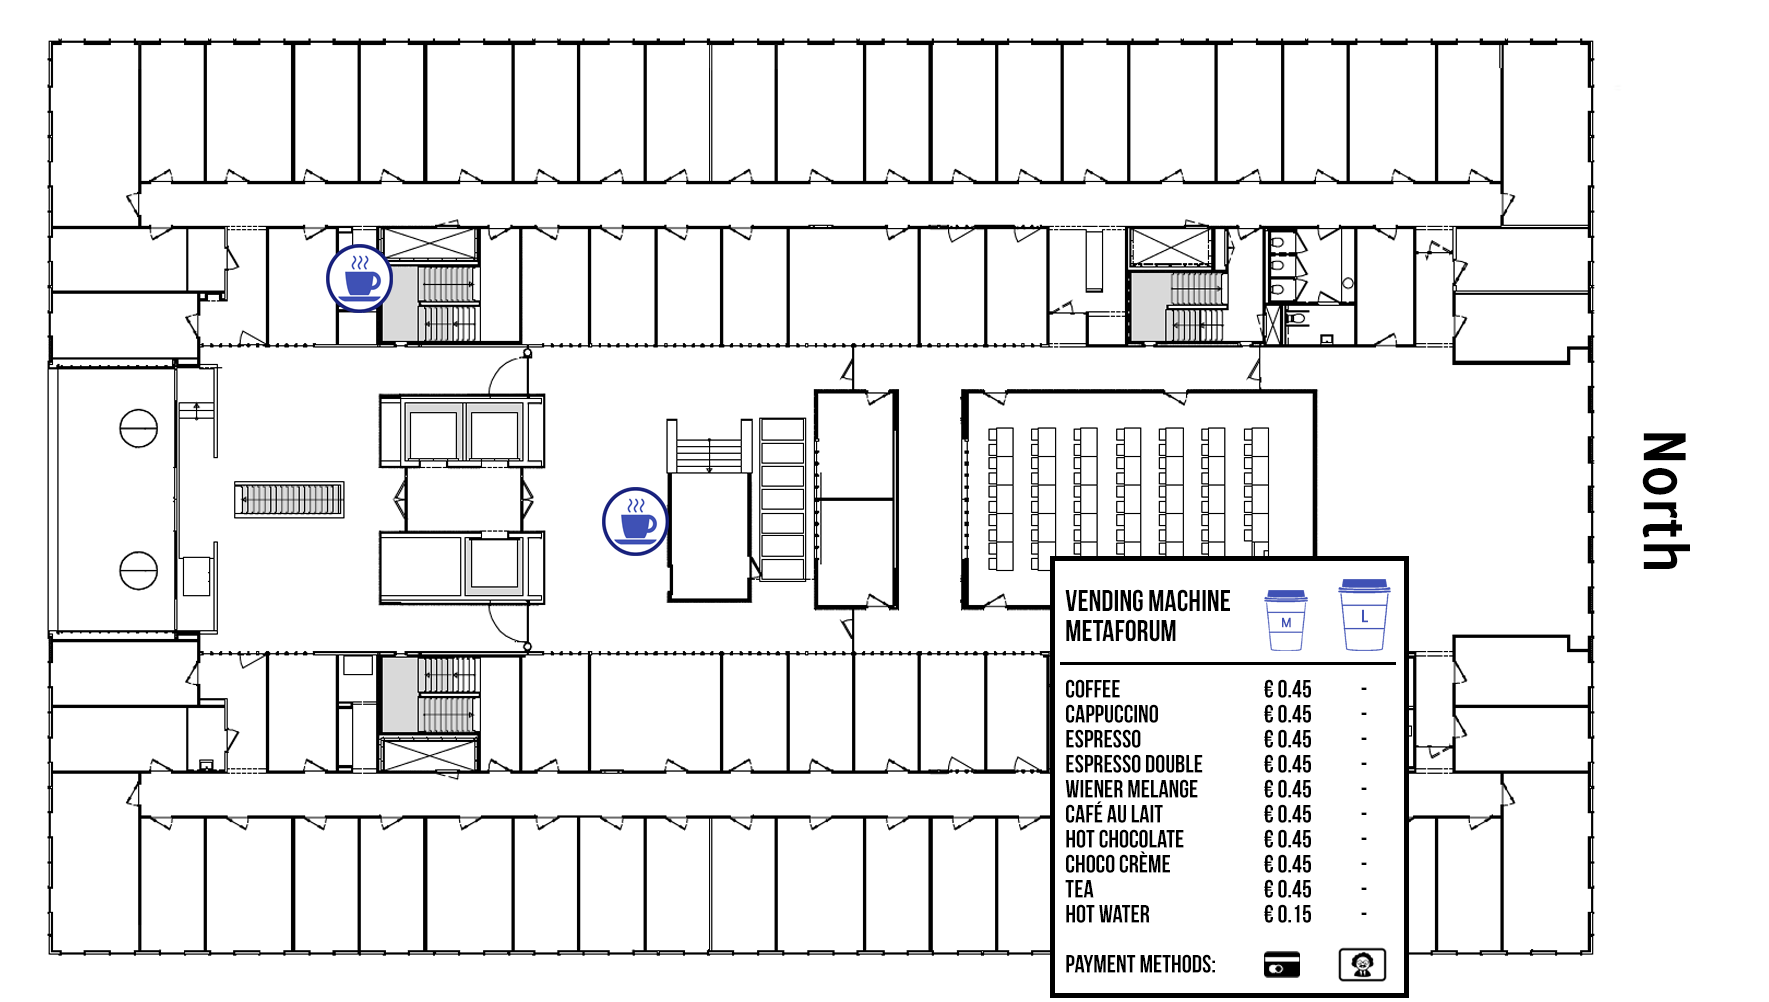 North
VENDING MACHINE
METAFORUM
M
L
COFFEE € 0.45 -
CAPPUCCINO € 0.45 -
ESPRESSO € 0.45 -
ESPRESSO DOUBLE € 0.45 -
WIENER MELANGE € 0.45 -
CAFÉ AU LAIT € 0.45 -
HOT CHOCOLATE € 0.45 -
CHOCO CRÈME € 0.45 -
TEA € 0.45 -
HOT WATER € 0.15 -
PAYMENT METHODS: